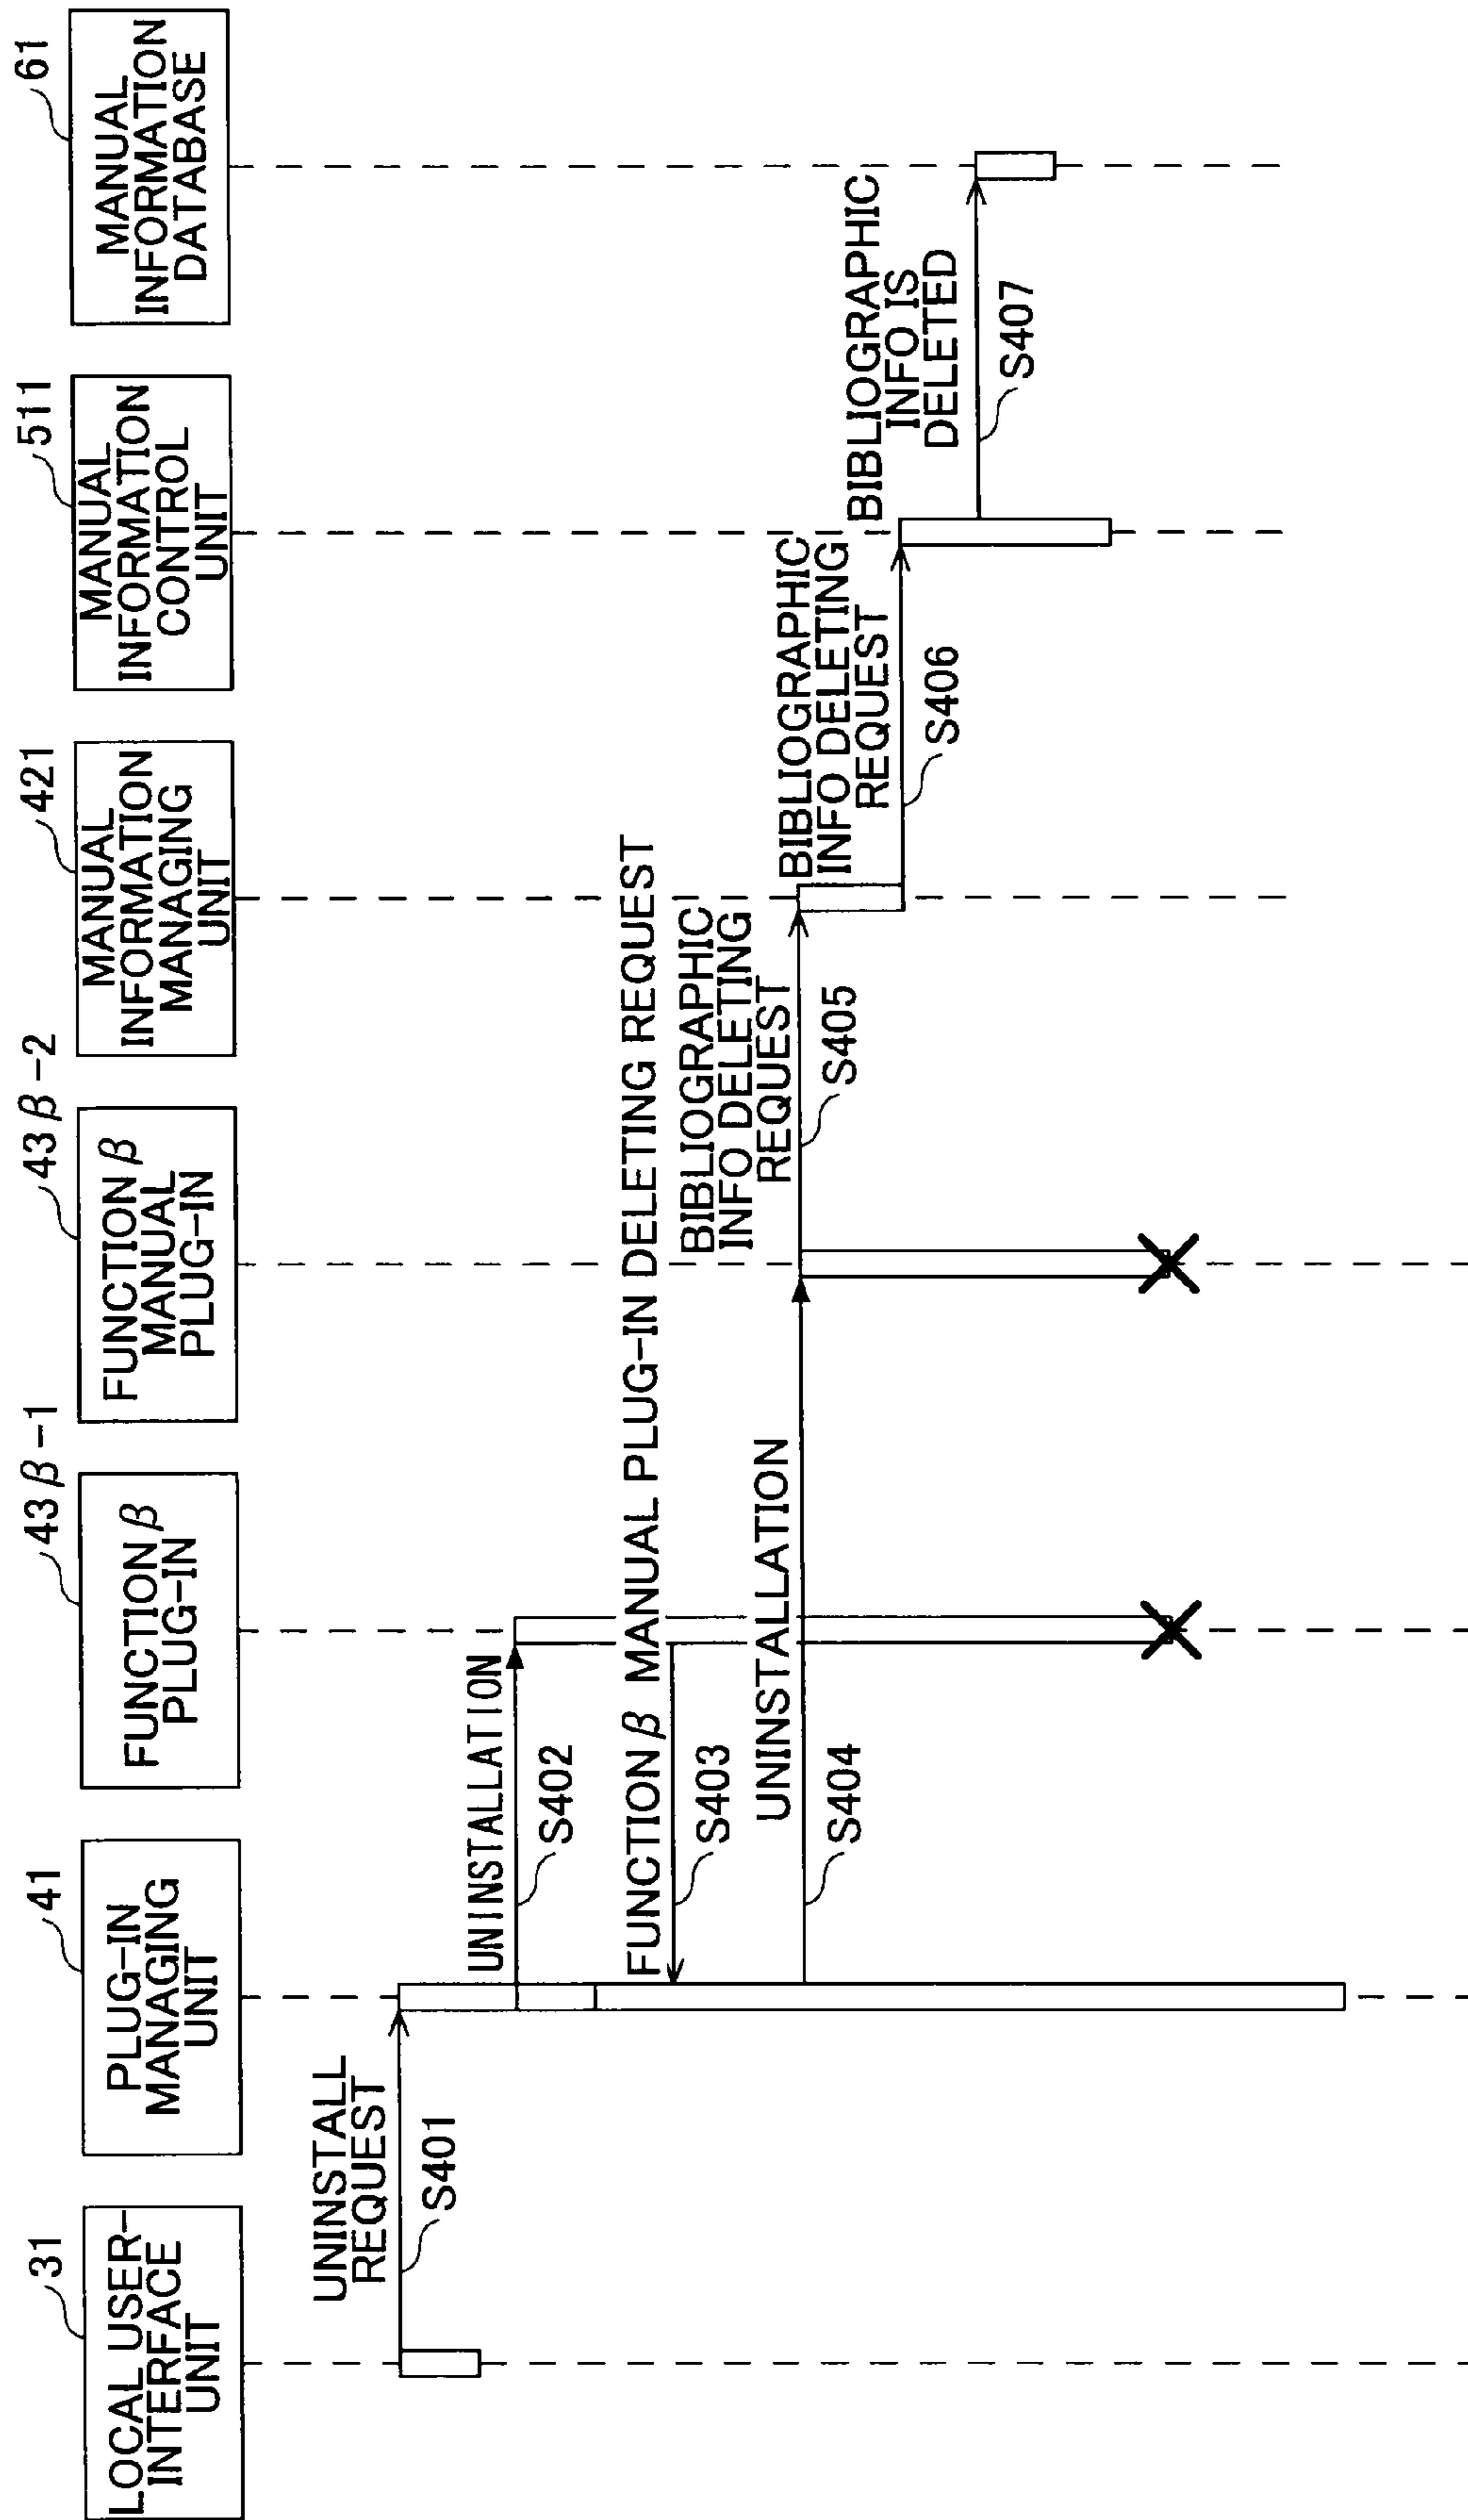 31
LOCAL USER-
INTERFACE
UNIT
41
PLUG-IN
MANAGING
UNIT
43β-1
FUNCTION β
PLUG-IN
43β-2
FUNCTION β
MANUAL
PLUG-IN
421
MANUAL
INFORMATION
MANAGING
UNIT
511
MANUAL
INFORMATION
CONTROL
UNIT
61
MANUAL
INFORMATION
DATABASE
UNINSTALL
REQUEST
S401
UNINSTALLATION
S402
FUNCTION β MANUAL PLUG-IN DELETING REQUEST
S403
UNINSTALLATION
S404
BIBLIOGRAPHIC
INFO DELETING
REQUEST
S405
BIBLIOGRAPHIC
INFO DELETING
REQUEST
S406
BIBLIOGRAPHIC
INFO IS
DELETED
S407